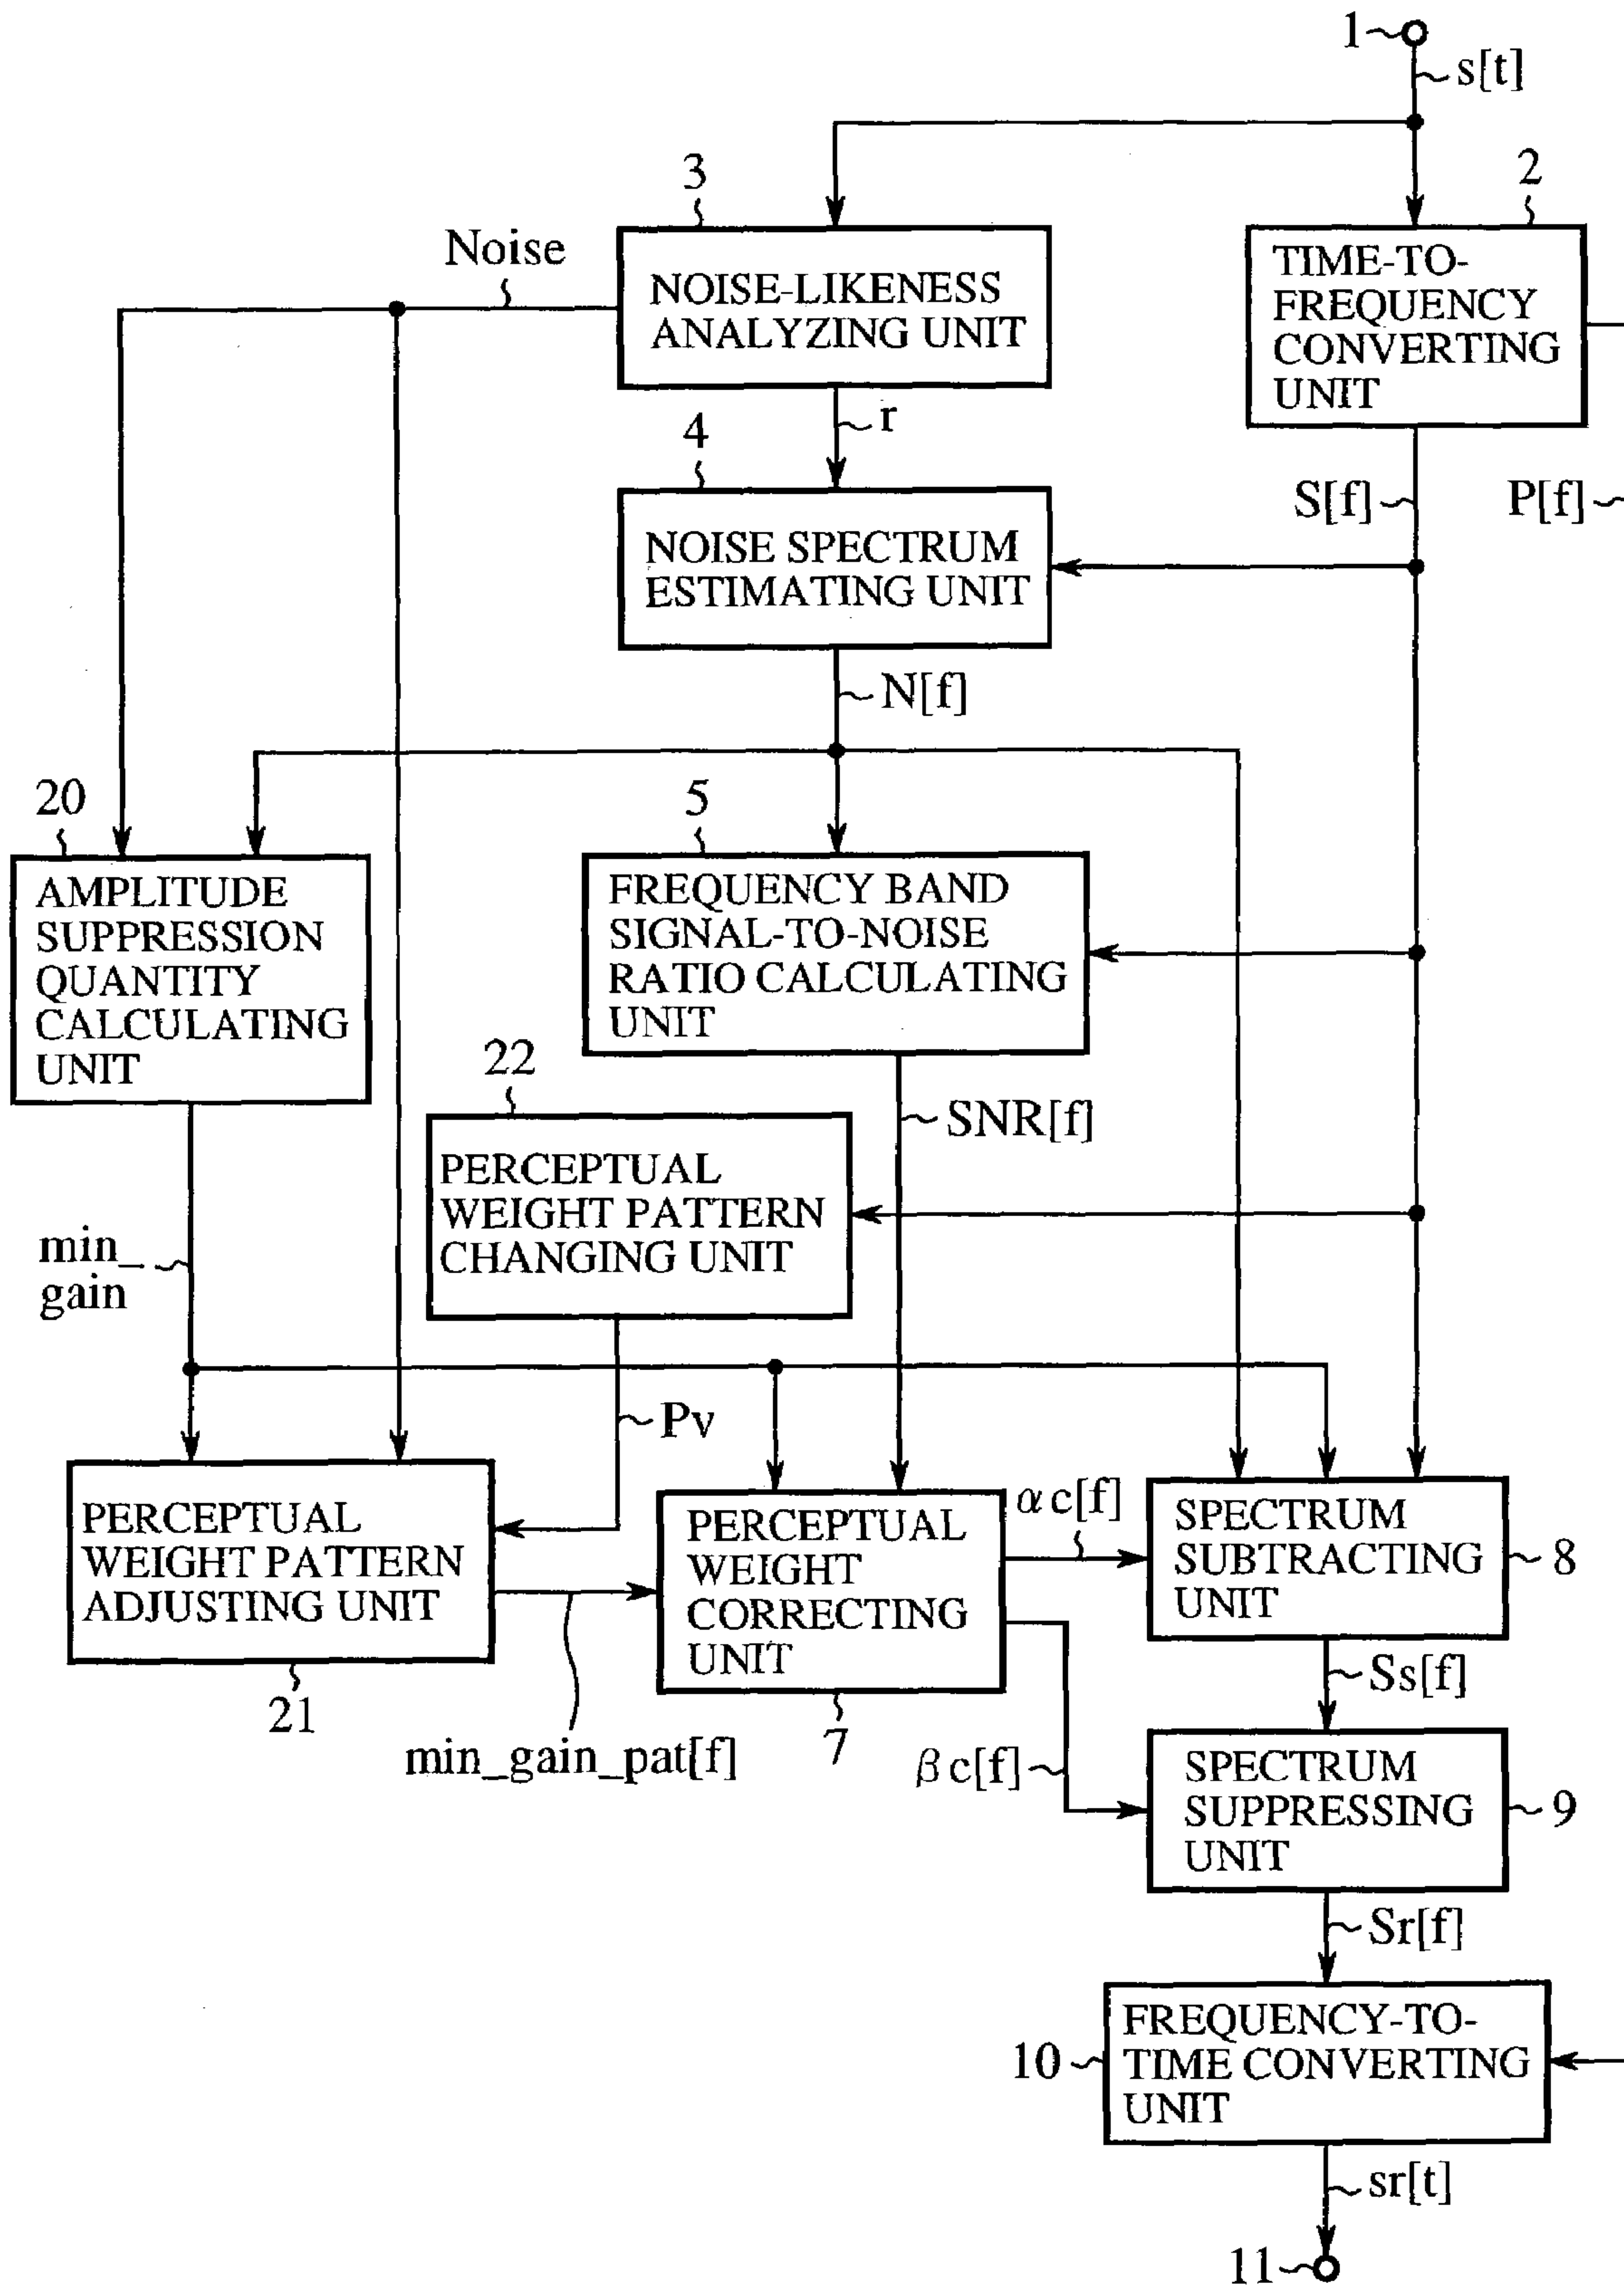 1
s[t]
3
2
Noise
NOISE-LIKENESS
ANALYZING UNIT
TIME-TO-
FREQUENCY
CONVERTING
UNIT
r
4
S[f]
P[f]
NOISE SPECTRUM
ESTIMATING UNIT
N[f]
20
5
AMPLITUDE
SUPPRESSION
QUANTITY
CALCULATING
UNIT
FREQUENCY BAND
SIGNAL-TO-NOISE
RATIO CALCULATING
UNIT
22
SNR[f]
PERCEPTUAL
WEIGHT PATTERN
CHANGING UNIT
min_
gain
Pv
αc[f]
PERCEPTUAL
WEIGHT PATTERN
ADJUSTING UNIT
PERCEPTUAL
WEIGHT
CORRECTING
UNIT
SPECTRUM
SUBTRACTING
UNIT
8
21
min_gain_pat[f]
7
Ss[f]
βc[f]
SPECTRUM
SUPPRESSING
UNIT
9
Sr[f]
10
FREQUENCY-TO-
TIME CONVERTING
UNIT
sr[t]
11